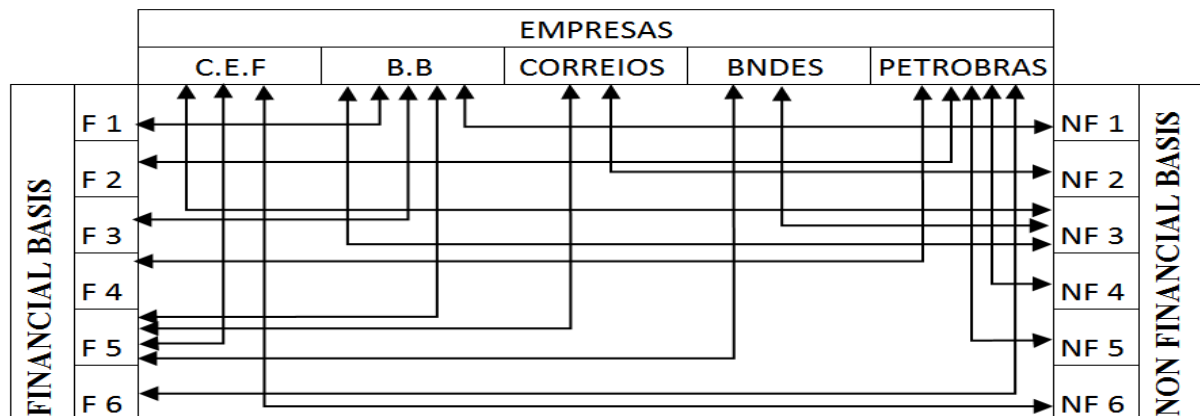 EMPRESAS
C.E.F B.B CORREIOS BNDES PETROBRAS
F 1 NF 1
F 2 NF 2
F 3 NF 3
F 4 NF 4
F 5 NF 5
F 6 NF 6
FINANCIAL BASIS
NON FINANCIAL BASIS